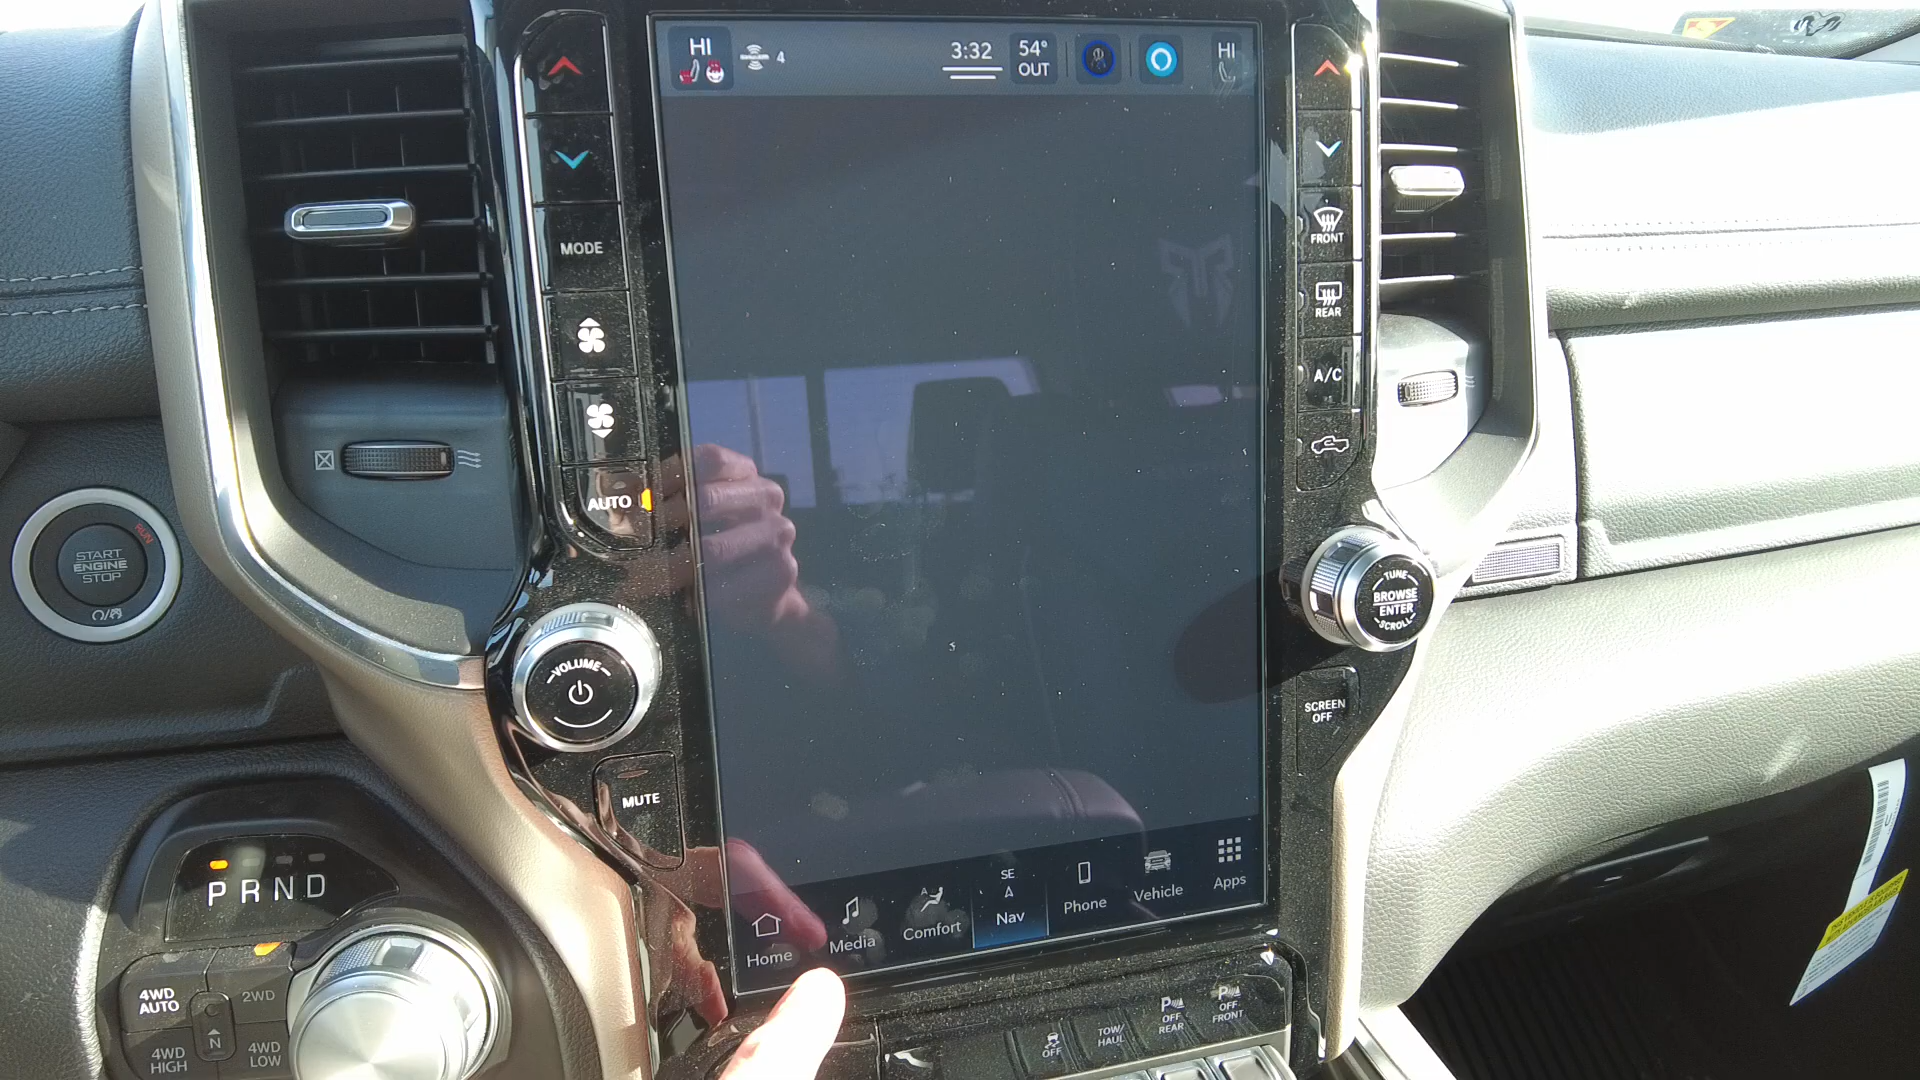 HI
4
3:32
54°
OUT
HI
MODE
AUTO
FRONT
REAR
A/C
START
ENGINE
STOP
RUN
VOLUME
MUTE
TUNE
BROWSE
ENTER
SCROLL
SCREEN
OFF
P R N D
4WD
AUTO
2WD
N
4WD
HIGH
4WD
LOW
Home
Media
Comfort
SE
Nav
Phone
Vehicle
Apps
OFF
TOW/
HAUL
P
OFF
REAR
P
OFF
FRONT